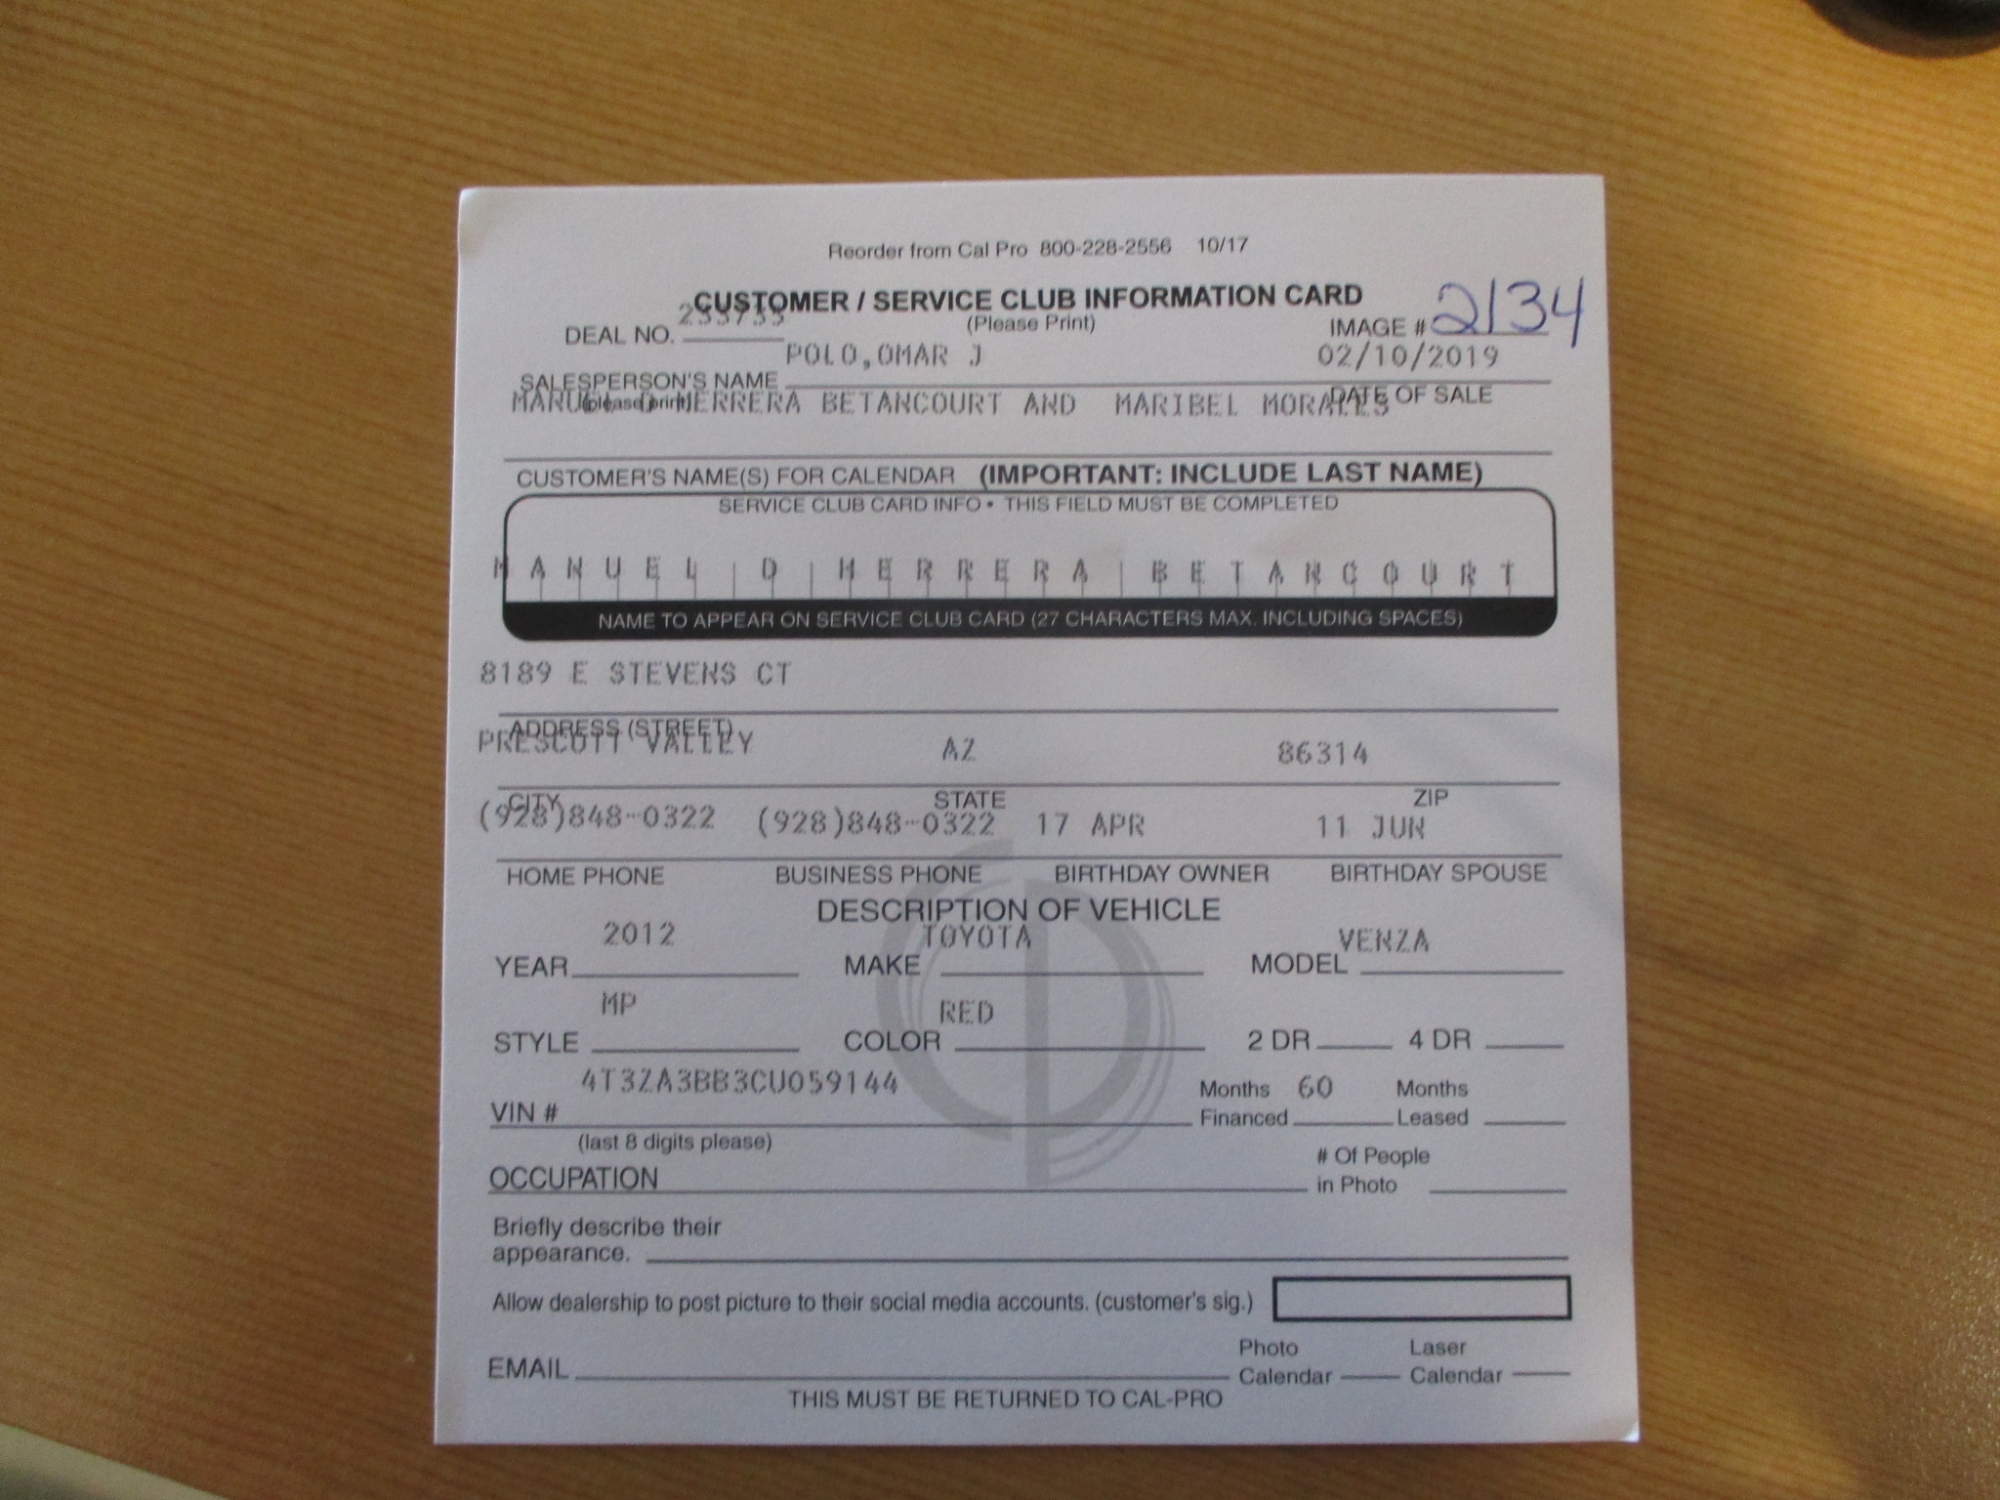 Reorder from Cal Pro 800-228-2556 10/17
CUSTOMER / SERVICE CLUB INFORMATION CARD
(Please Print)
DEAL NO. 233733 IMAGE # 2134
POLO,OMAR J 02/10/2019
SALESPERSON'S NAME (please print) DATE OF SALE
MANUEL D HERRERA BETANCOURT AND MARIBEL MORALES
CUSTOMER'S NAME(S) FOR CALENDAR (IMPORTANT: INCLUDE LAST NAME)
SERVICE CLUB CARD INFO • THIS FIELD MUST BE COMPLETED
MANUEL D HERRERA BETANCOURT
NAME TO APPEAR ON SERVICE CLUB CARD (27 CHARACTERS MAX. INCLUDING SPACES)
8189 E STEVENS CT
ADDRESS (STREET)
PRESCOTT VALLEY AZ 86314
CITY STATE ZIP
(928)848-0322 (928)848-0322 17 APR 11 JUN
HOME PHONE BUSINESS PHONE BIRTHDAY OWNER BIRTHDAY SPOUSE
DESCRIPTION OF VEHICLE
2012 TOYOTA VENZA
YEAR MAKE MODEL
MP RED
STYLE COLOR 2 DR 4 DR
4T3ZA3BB3CU059144 Months 60 Months
VIN # Financed Leased
(last 8 digits please)
# Of People
OCCUPATION in Photo
Briefly describe their
appearance.
Allow dealership to post picture to their social media accounts. (customer's sig.)
Photo Laser
EMAIL Calendar Calendar
THIS MUST BE RETURNED TO CAL-PRO